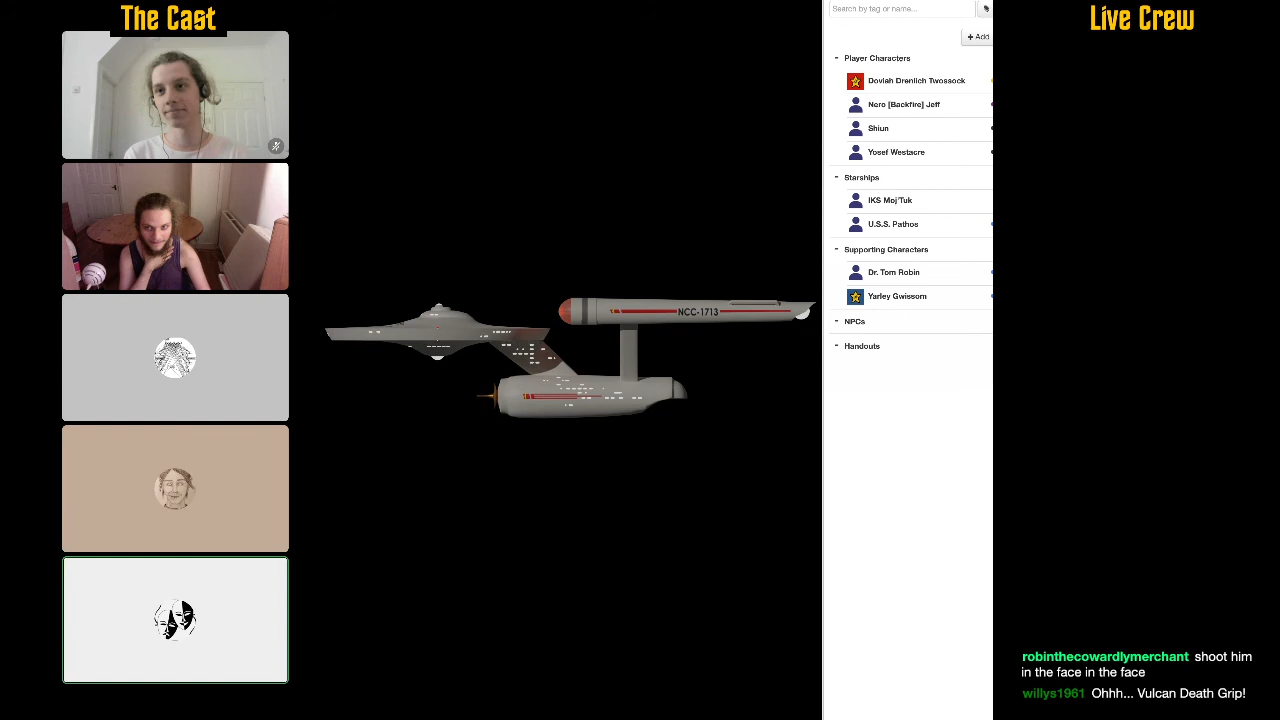 The Cast
Live Crew
Search by tag or name...
+ Add
- Player Characters
Doviah Drenlich Twossock
Nero [Backfire] Jeff
Shiun
Yosef Westacre
- Starships
IKS Moj'Tuk
U.S.S. Pathos
- Supporting Characters
Dr. Tom Robin
Yarley Gwissom
- NPCs
- Handouts
NCC-1713
robinthecowardlymerchant shoot him
in the face in the face
willys1961 Ohhh... Vulcan Death Grip!